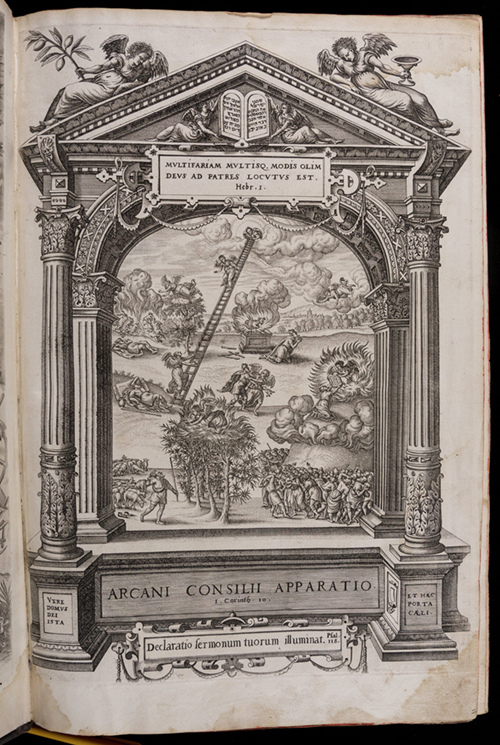 MVLTIFARIAM MVLTISQ. MODIS OLIM
DEVS AD PATRES LOCVTVS EST.
Hebr. 1.
ARCANI CONSILII APPARATIO.
1. Corinth. 10.
VERE
DOMVS
DEI
ISTA
ET HÆC
PORTA
CÆLI.
Declaratio sermonum tuorum illuminat. Psal.
118.